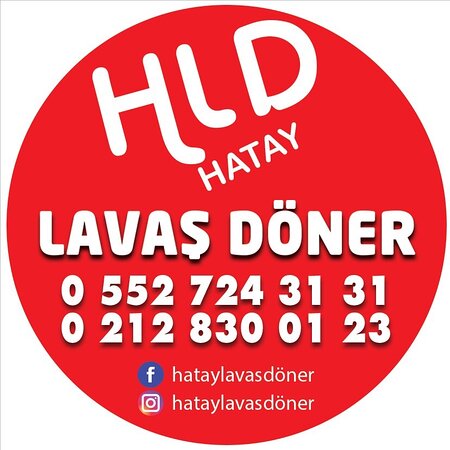 HLD
HATAY
LAVAŞ DÖNER
0 552 724 31 31
0 212 830 01 23
hataylavasdöner
hataylavasdöner